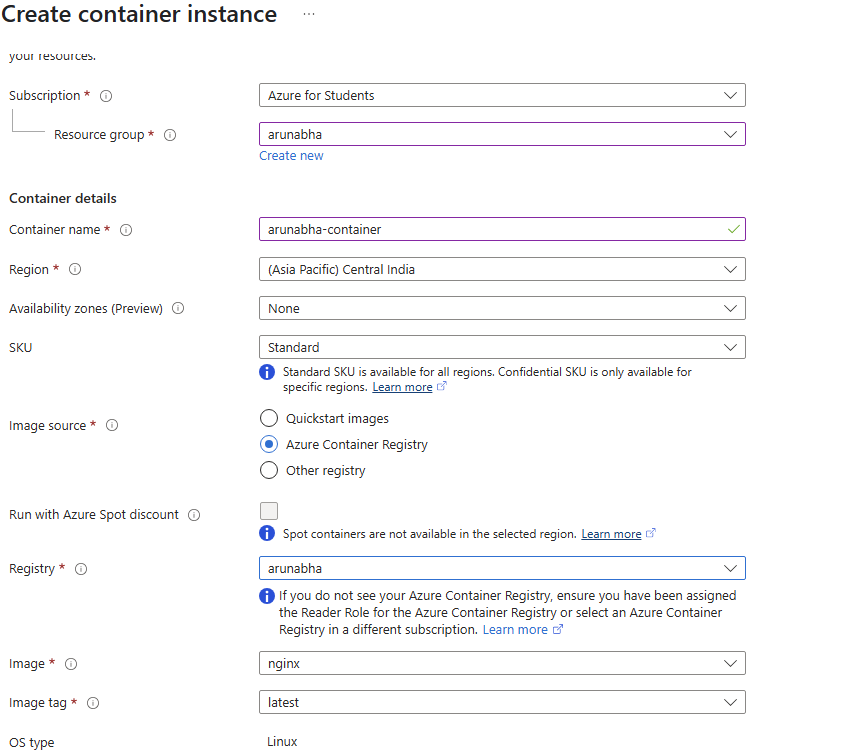 Create container instance ...
your resources.
Subscription * Azure for Students
Resource group * arunabha
Create new
Container details
Container name * arunabha-container
Region * (Asia Pacific) Central India
Availability zones (Preview) None
SKU Standard
Standard SKU is available for all regions. Confidential SKU is only available for
specific regions. Learn more
Image source * Quickstart images
Azure Container Registry
Other registry
Run with Azure Spot discount
Spot containers are not available in the selected region. Learn more
Registry * arunabha
If you do not see your Azure Container Registry, ensure you have been assigned
the Reader Role for the Azure Container Registry or select an Azure Container
Registry in a different subscription. Learn more
Image * nginx
Image tag * latest
OS type Linux